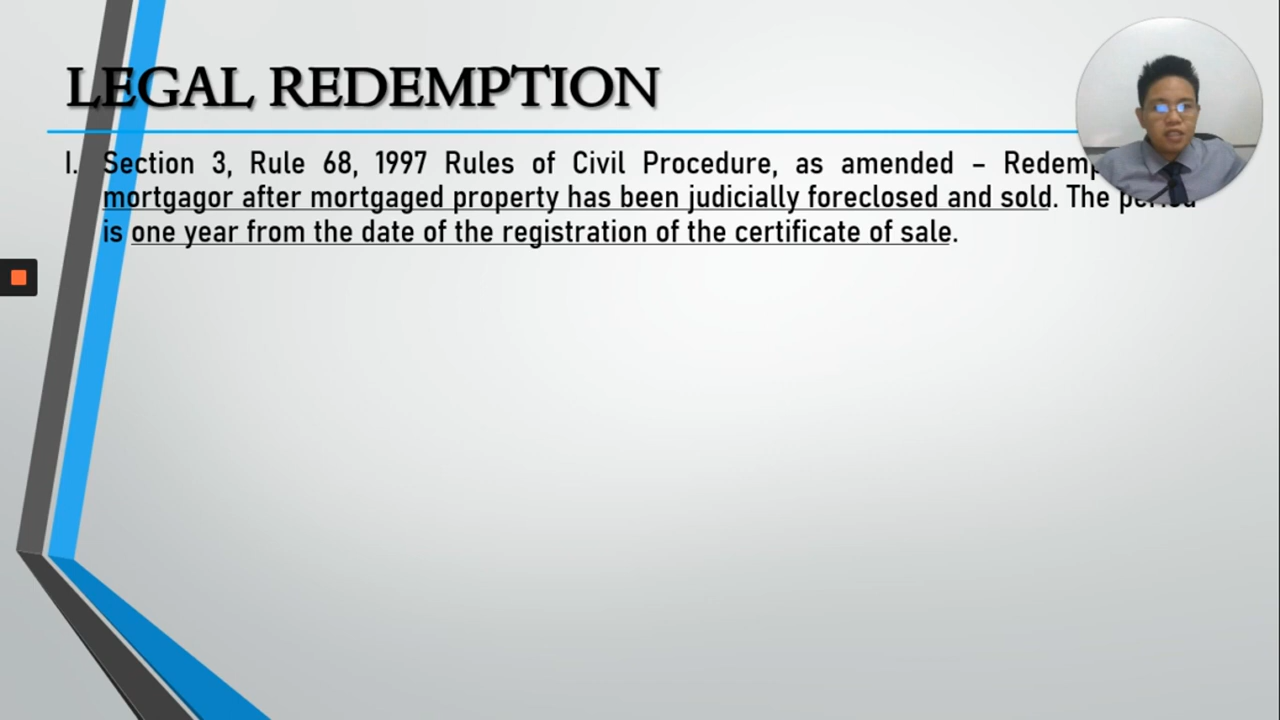 LEGAL REDEMPTION
I. Section 3, Rule 68, 1997 Rules of Civil Procedure, as amended –
mortgagor after mortgaged property has been judicially foreclosed and sold. The
is one year from the date of the registration of the certificate of sale.